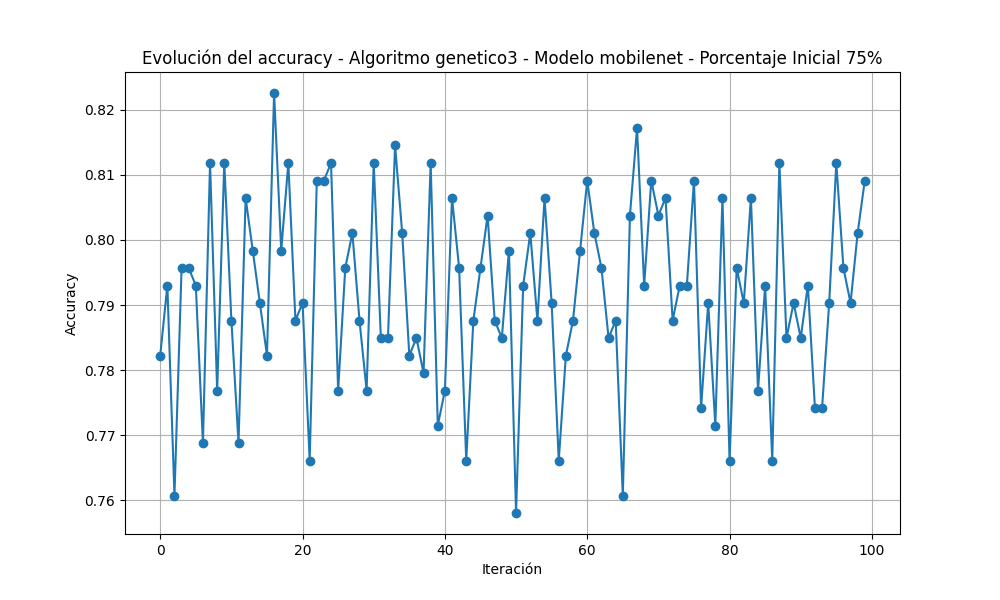 Evolución del accuracy - Algoritmo genetico3 - Modelo mobilenet - Porcentaje Inicial 75%
0.82
0.81
0.80
0.79
0.78
0.77
0.76
Accuracy
0 20 40 60 80 100
Iteración